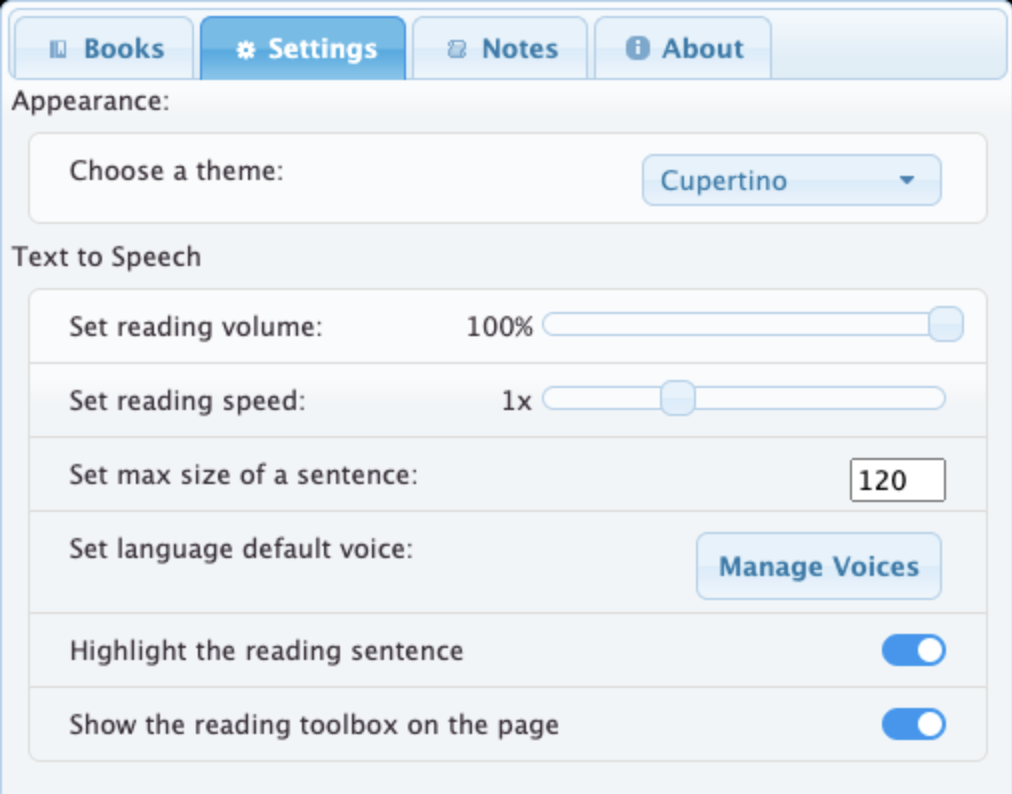 Books Settings Notes About
Appearance:
Choose a theme: Cupertino
Text to Speech
Set reading volume: 100%
Set reading speed: 1x
Set max size of a sentence: 120
Set language default voice: Manage Voices
Highlight the reading sentence
Show the reading toolbox on the page